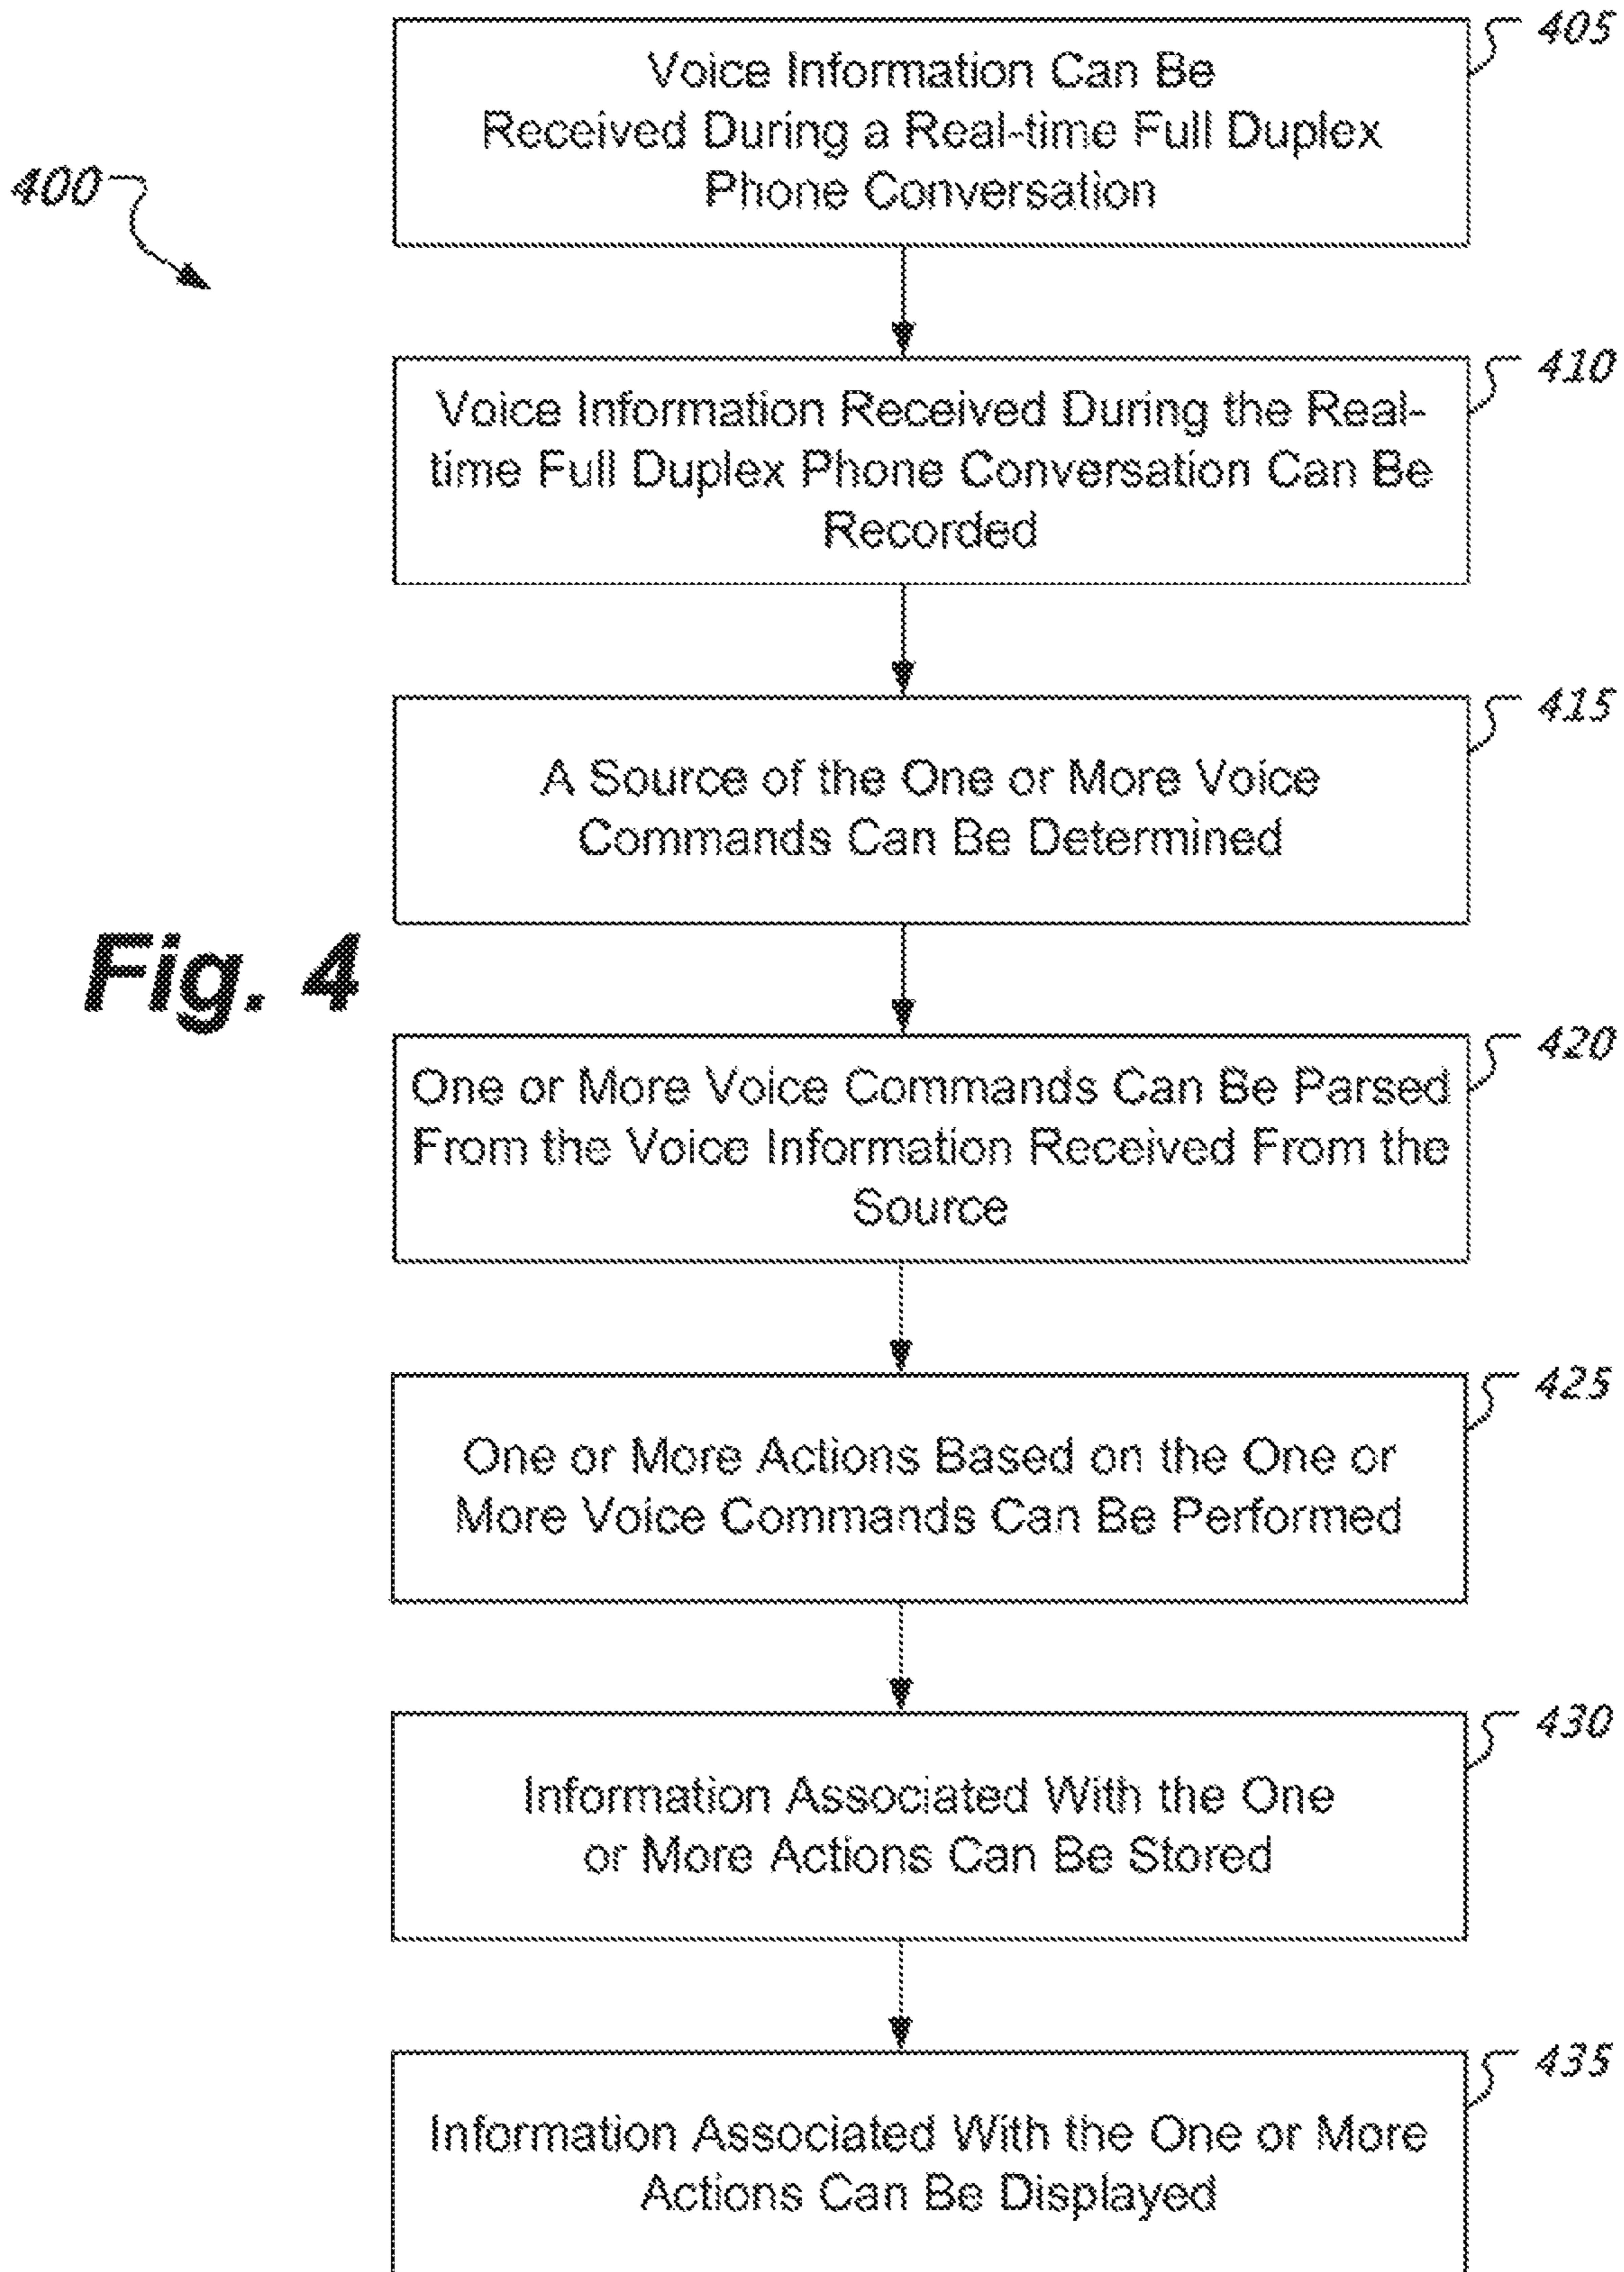 405
Voice Information Can Be
Received During a Real-time Full Duplex
Phone Conversation
400
410
Voice Information Received During the Real-
time Full Duplex Phone Conversation Can Be
Recorded
415
A Source of the One or More Voice
Commands Can Be Determined
Fig. 4
420
One or More Voice Commands Can Be Parsed
From the Voice Information Received From the
Source
425
One or More Actions Based on the One or
More Voice Commands Can Be Performed
430
Information Associated With the One
or More Actions Can Be Stored
435
Information Associated With the One or More
Actions Can Be Displayed